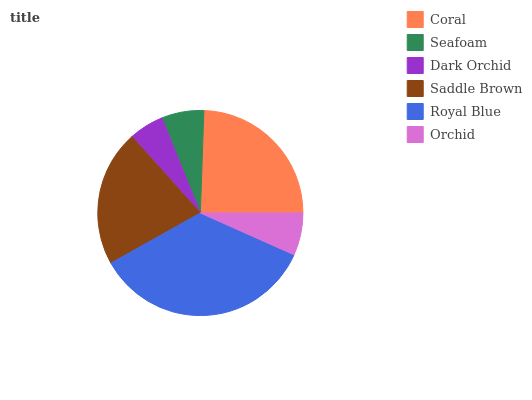 title
Coral
Seafoam
Dark Orchid
Saddle Brown
Royal Blue
Orchid